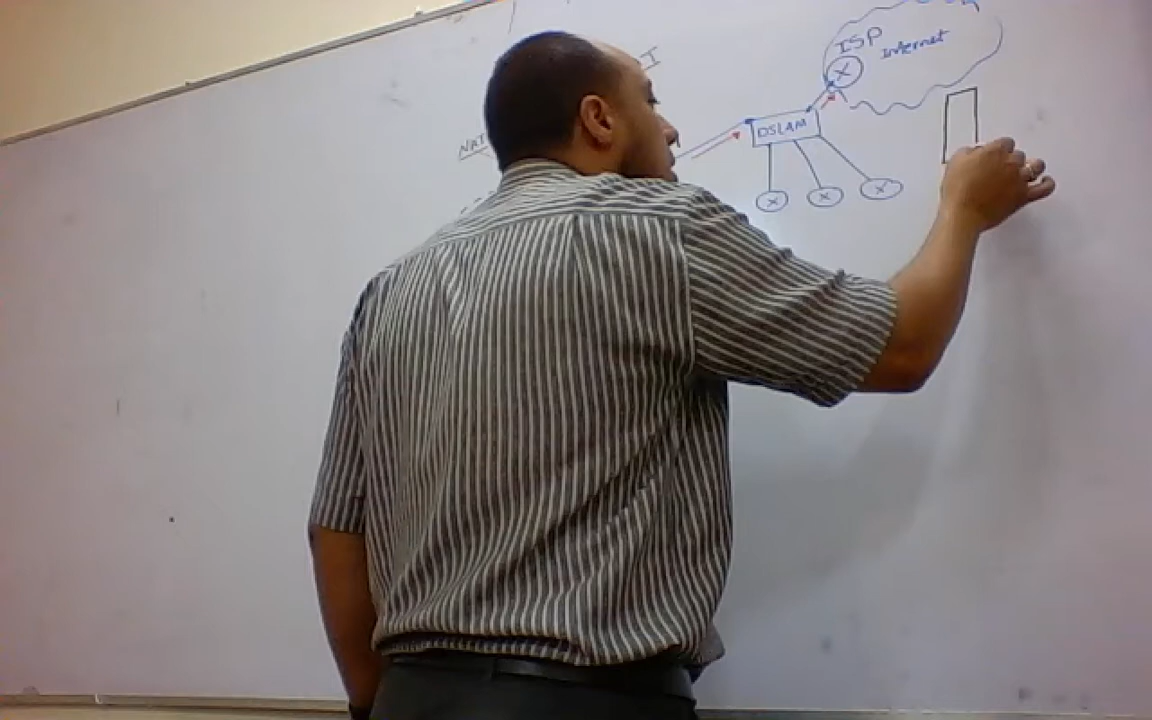 ISP
Internet
DSLAM
NAT
X
X
X
X